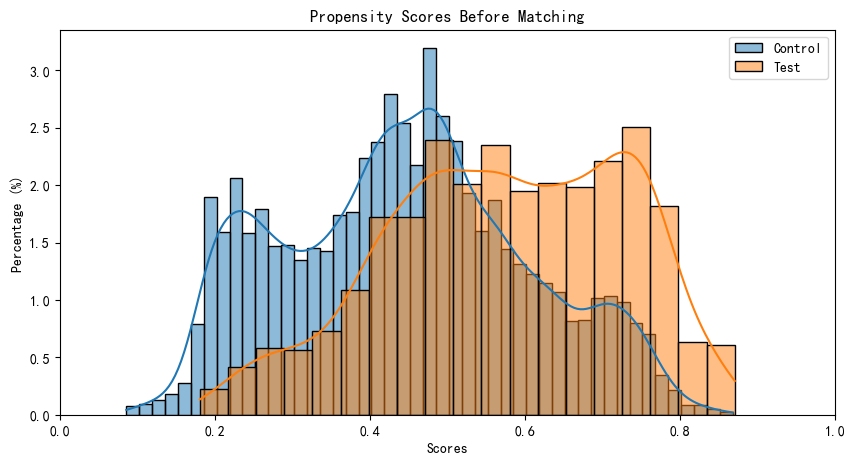 Propensity Scores Before Matching
Control
Test
Percentage (%)
3.0
2.5
2.0
1.5
1.0
0.5
0.0
0.0 0.2 0.4 0.6 0.8 1.0
Scores